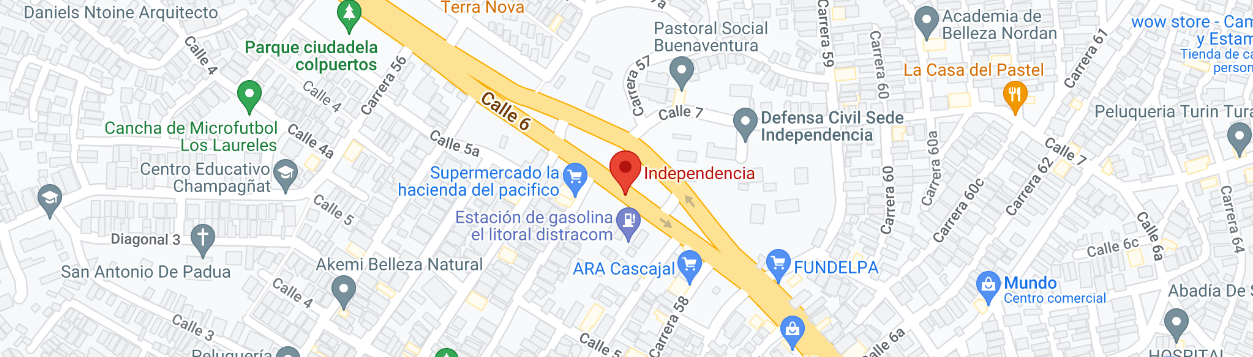 Daniels Ntoine Arquitecto
Terra Nova
Parque ciudadela
colpuertos
Calle 4
Carrera 56
Calle 4
Cancha de Microfutbol
Los Laureles
Calle 4a
Centro Educativo
Champagñat
Calle 5
Diagonal 3
San Antonio De Padua
Calle 4
Akemi Belleza Natural
Calle 3
Peluquería
Calle 6
Calle 5a
Supermercado la
hacienda del pacifico
Independencia
Estación de gasolina
el litoral distracom
ARA Cascajal
Carrera 58
Calle 5
FUNDELPA
Pastoral Social
Buenaventura
Carrera 57
Calle 7
Defensa Civil Sede
Independencia
Carrera 59
Carrera 60
Academia de
Belleza Nordan
La Casa del Pastel
Carrera 61
wow store - Cam
y Estam
Tienda de ca
person
Peluqueria Turin Tura
Calle 7
Carrera 60a
Carrera 60
Carrera 60c
Carrera 62
Carrera 64
Calle 6a
Calle 6c
Mundo
Centro comercial
Abadía De S
Calle 6a
HOSPITAL